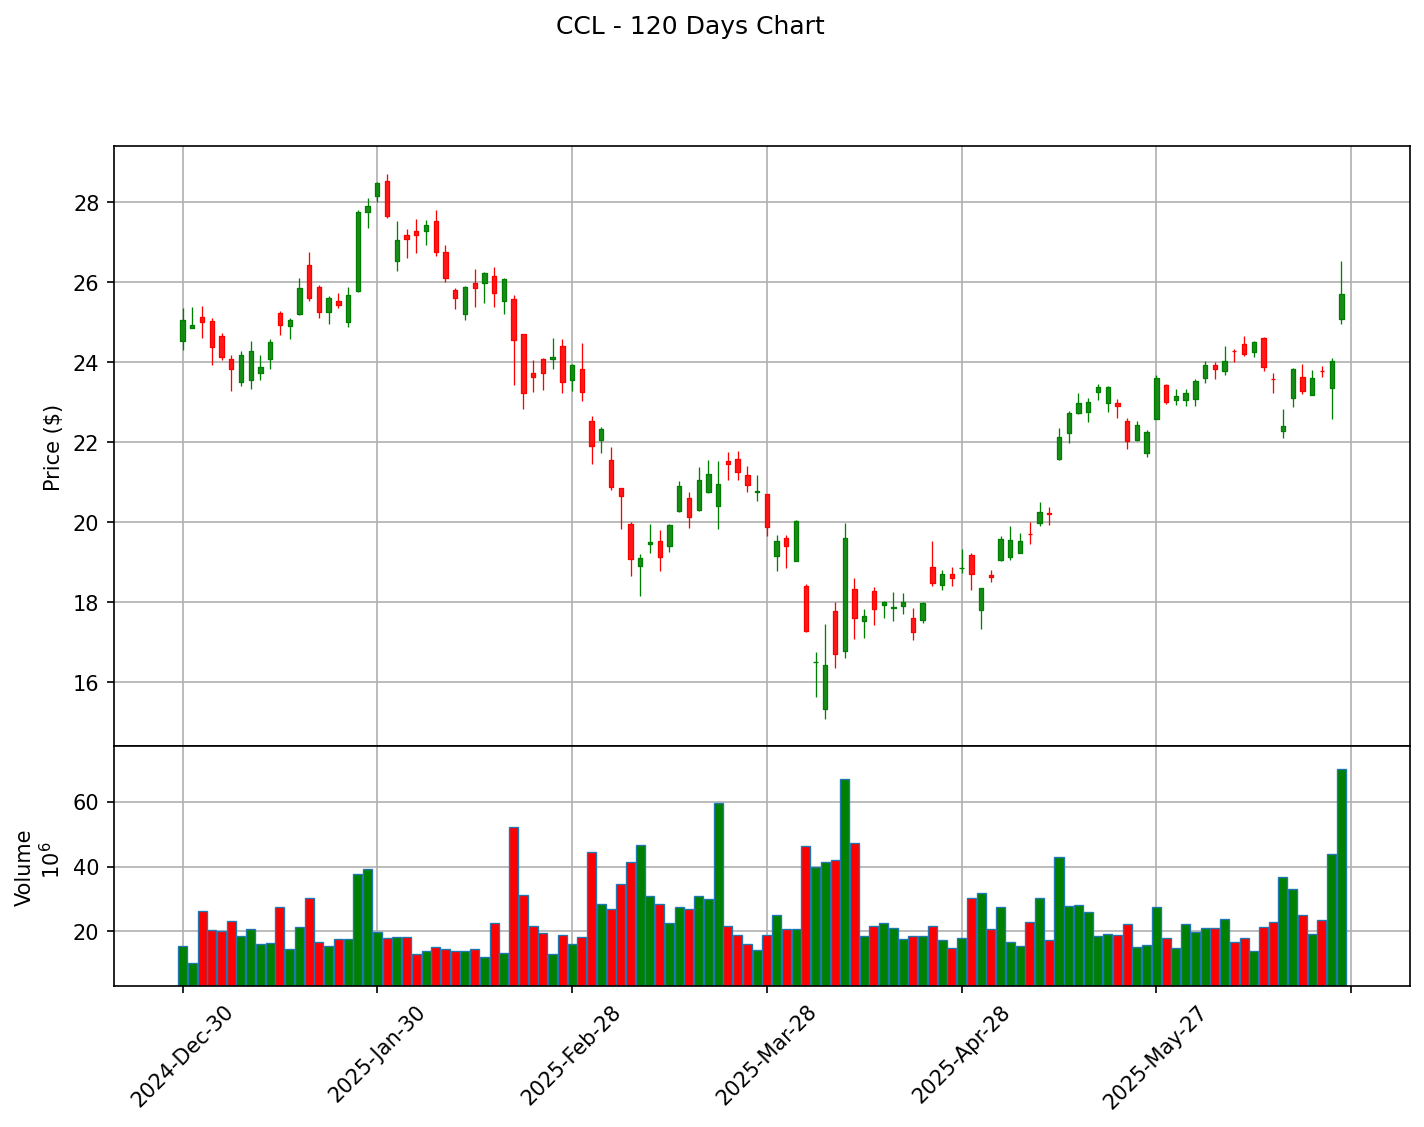 CCL - 120 Days Chart
Price ($)
28
26
24
22
20
18
16
Volume
10^6
60
40
20
2024-Dec-30
2025-Jan-30
2025-Feb-28
2025-Mar-28
2025-Apr-28
2025-May-27